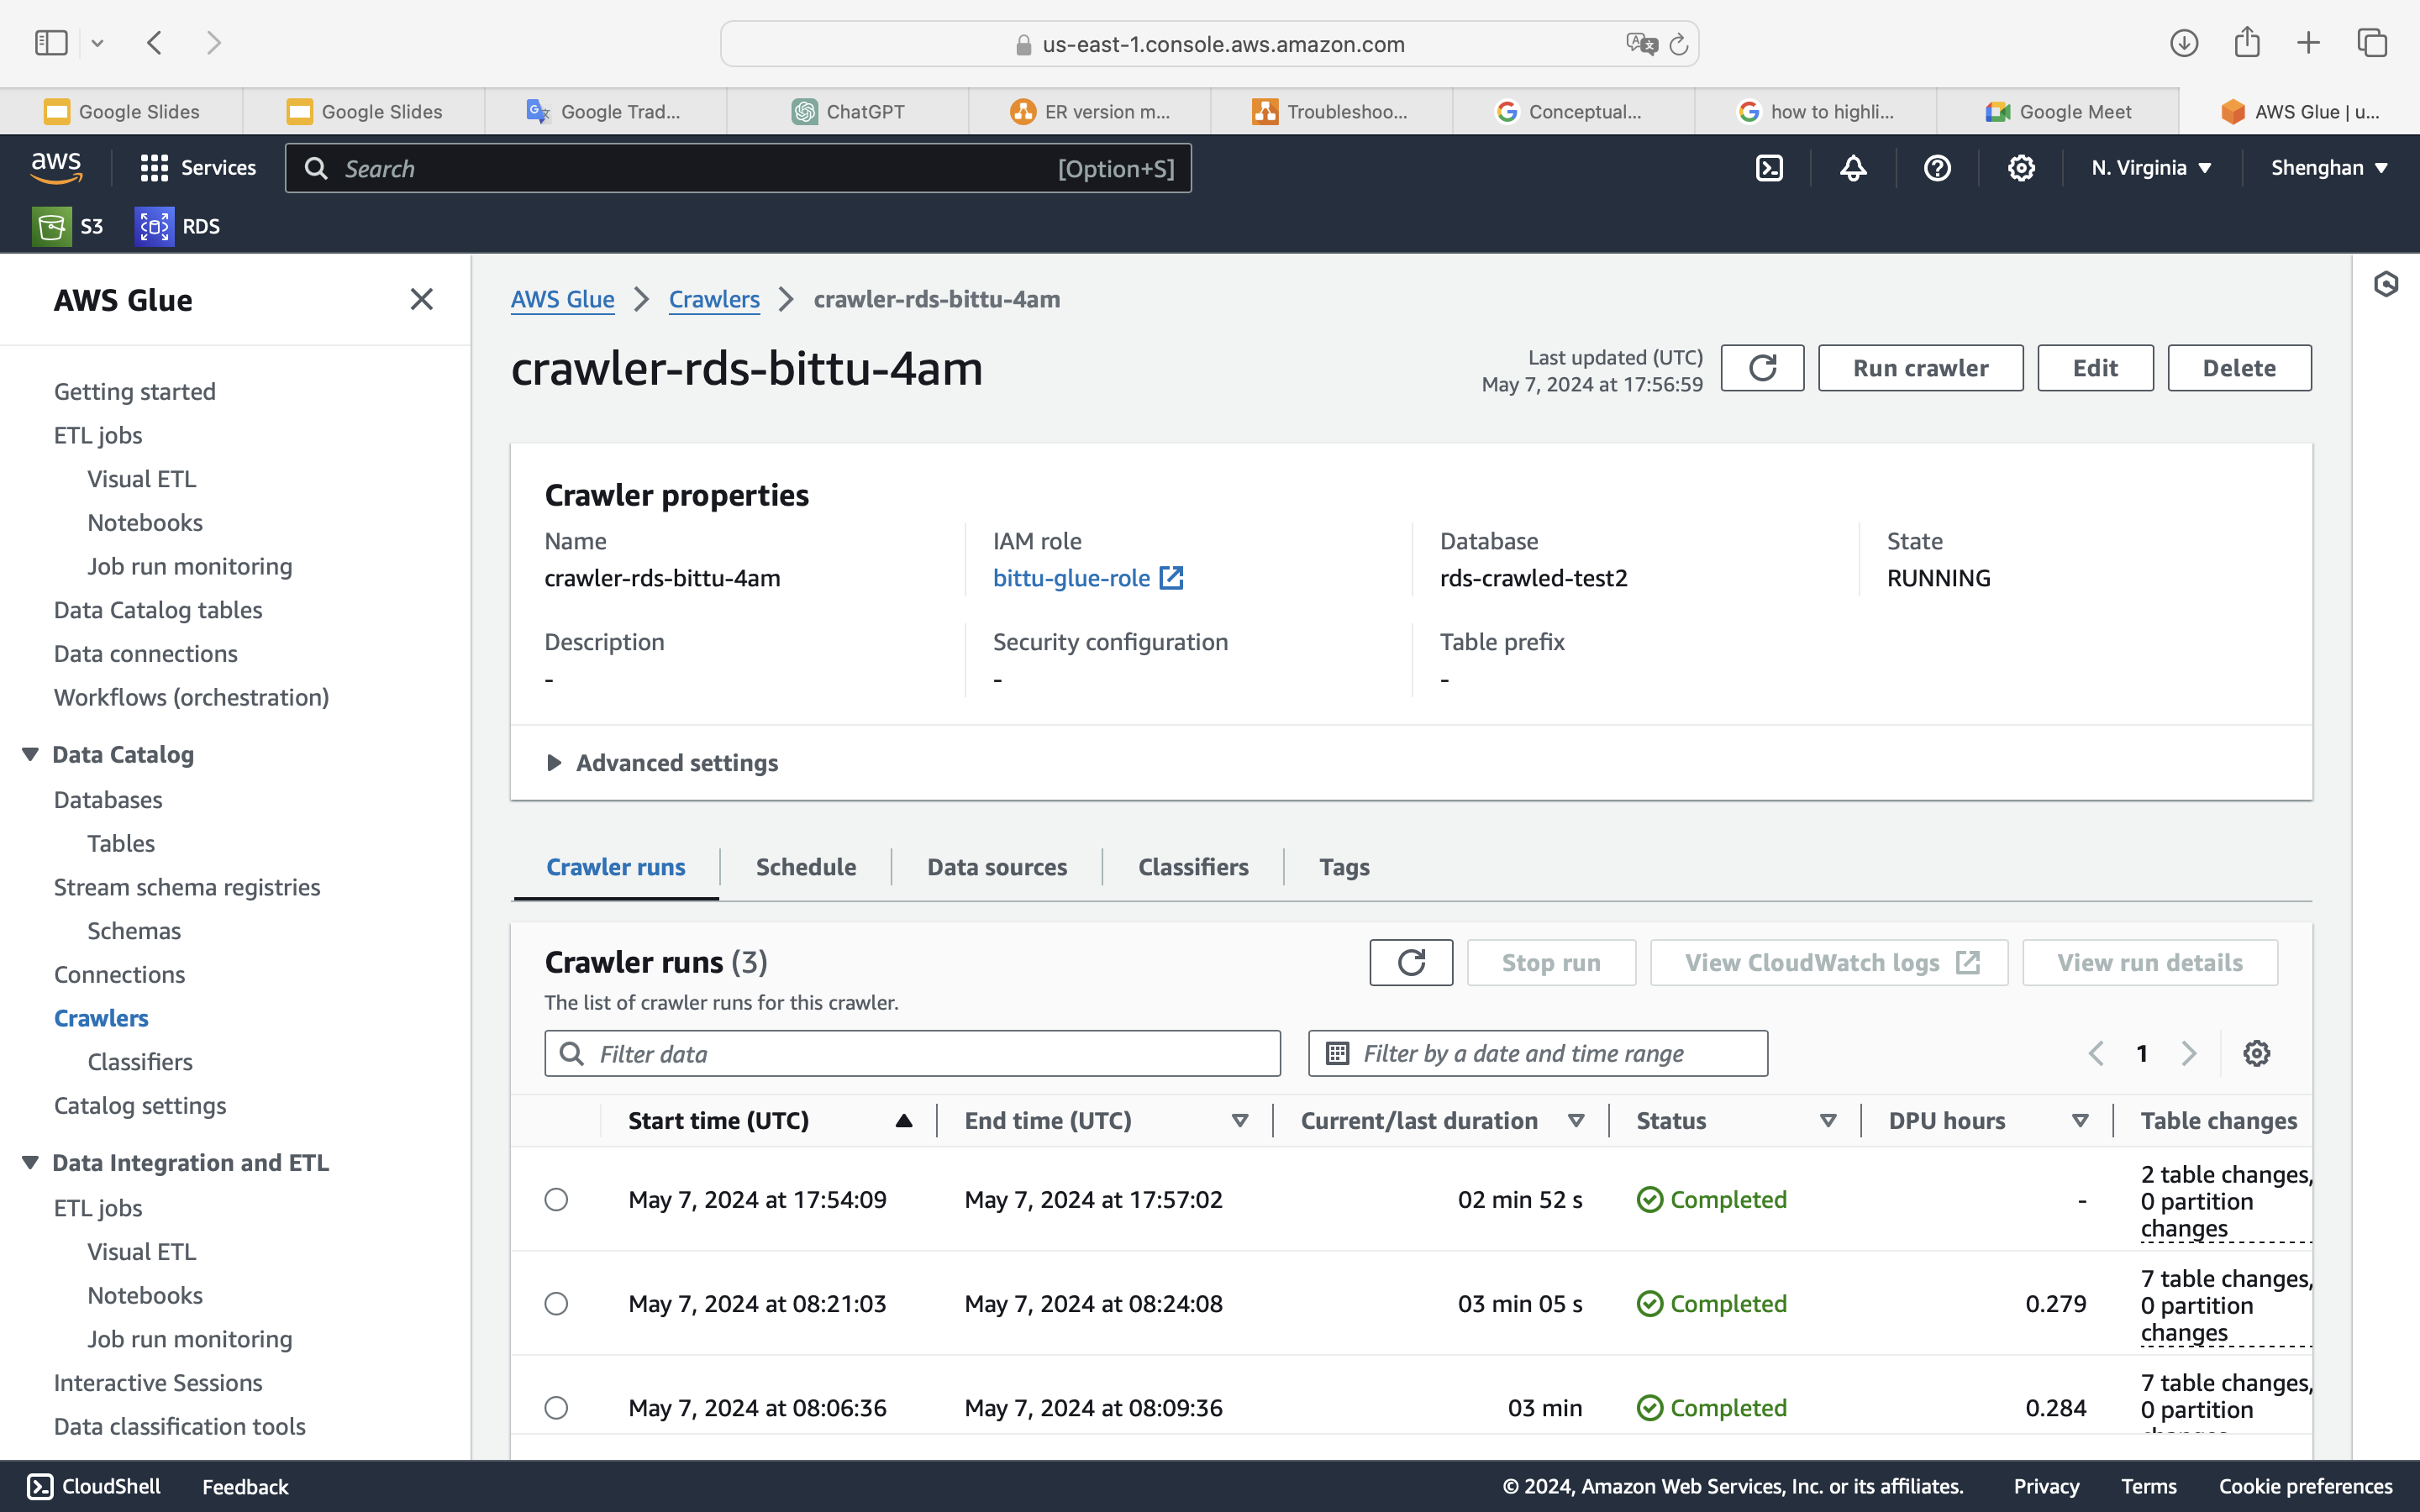 us-east-1.console.aws.amazon.com
Google Slides
Google Slides
Google Trad...
ChatGPT
ER version m...
Troubleshoo...
Conceptual...
how to highli...
Google Meet
AWS Glue | u...
aws
Services
Search
[Option+S]
N. Virginia
Shenghan
S3
RDS
AWS Glue
Getting started
ETL jobs
Visual ETL
Notebooks
Job run monitoring
Data Catalog tables
Data connections
Workflows (orchestration)
Data Catalog
Databases
Tables
Stream schema registries
Schemas
Connections
Crawlers
Classifiers
Catalog settings
Data Integration and ETL
ETL jobs
Visual ETL
Notebooks
Job run monitoring
Interactive Sessions
Data classification tools
AWS Glue
Crawlers
crawler-rds-bittu-4am
crawler-rds-bittu-4am
Last updated (UTC)
May 7, 2024 at 17:56:59
Run crawler
Edit
Delete
Crawler properties
Name
crawler-rds-bittu-4am
IAM role
bittu-glue-role
Database
rds-crawled-test2
State
RUNNING
Description
-
Security configuration
-
Table prefix
-
Advanced settings
Crawler runs
Schedule
Data sources
Classifiers
Tags
Crawler runs (3)
The list of crawler runs for this crawler.
Stop run
View CloudWatch logs
View run details
Filter data
Filter by a date and time range
1
Start time (UTC)
End time (UTC)
Current/last duration
Status
DPU hours
Table changes
May 7, 2024 at 17:54:09
May 7, 2024 at 17:57:02
02 min 52 s
Completed
-
2 table changes,
0 partition
changes
May 7, 2024 at 08:21:03
May 7, 2024 at 08:24:08
03 min 05 s
Completed
0.279
7 table changes,
0 partition
changes
May 7, 2024 at 08:06:36
May 7, 2024 at 08:09:36
03 min
Completed
0.284
7 table changes,
0 partition
CloudShell
Feedback
© 2024, Amazon Web Services, Inc. or its affiliates.
Privacy
Terms
Cookie preferences